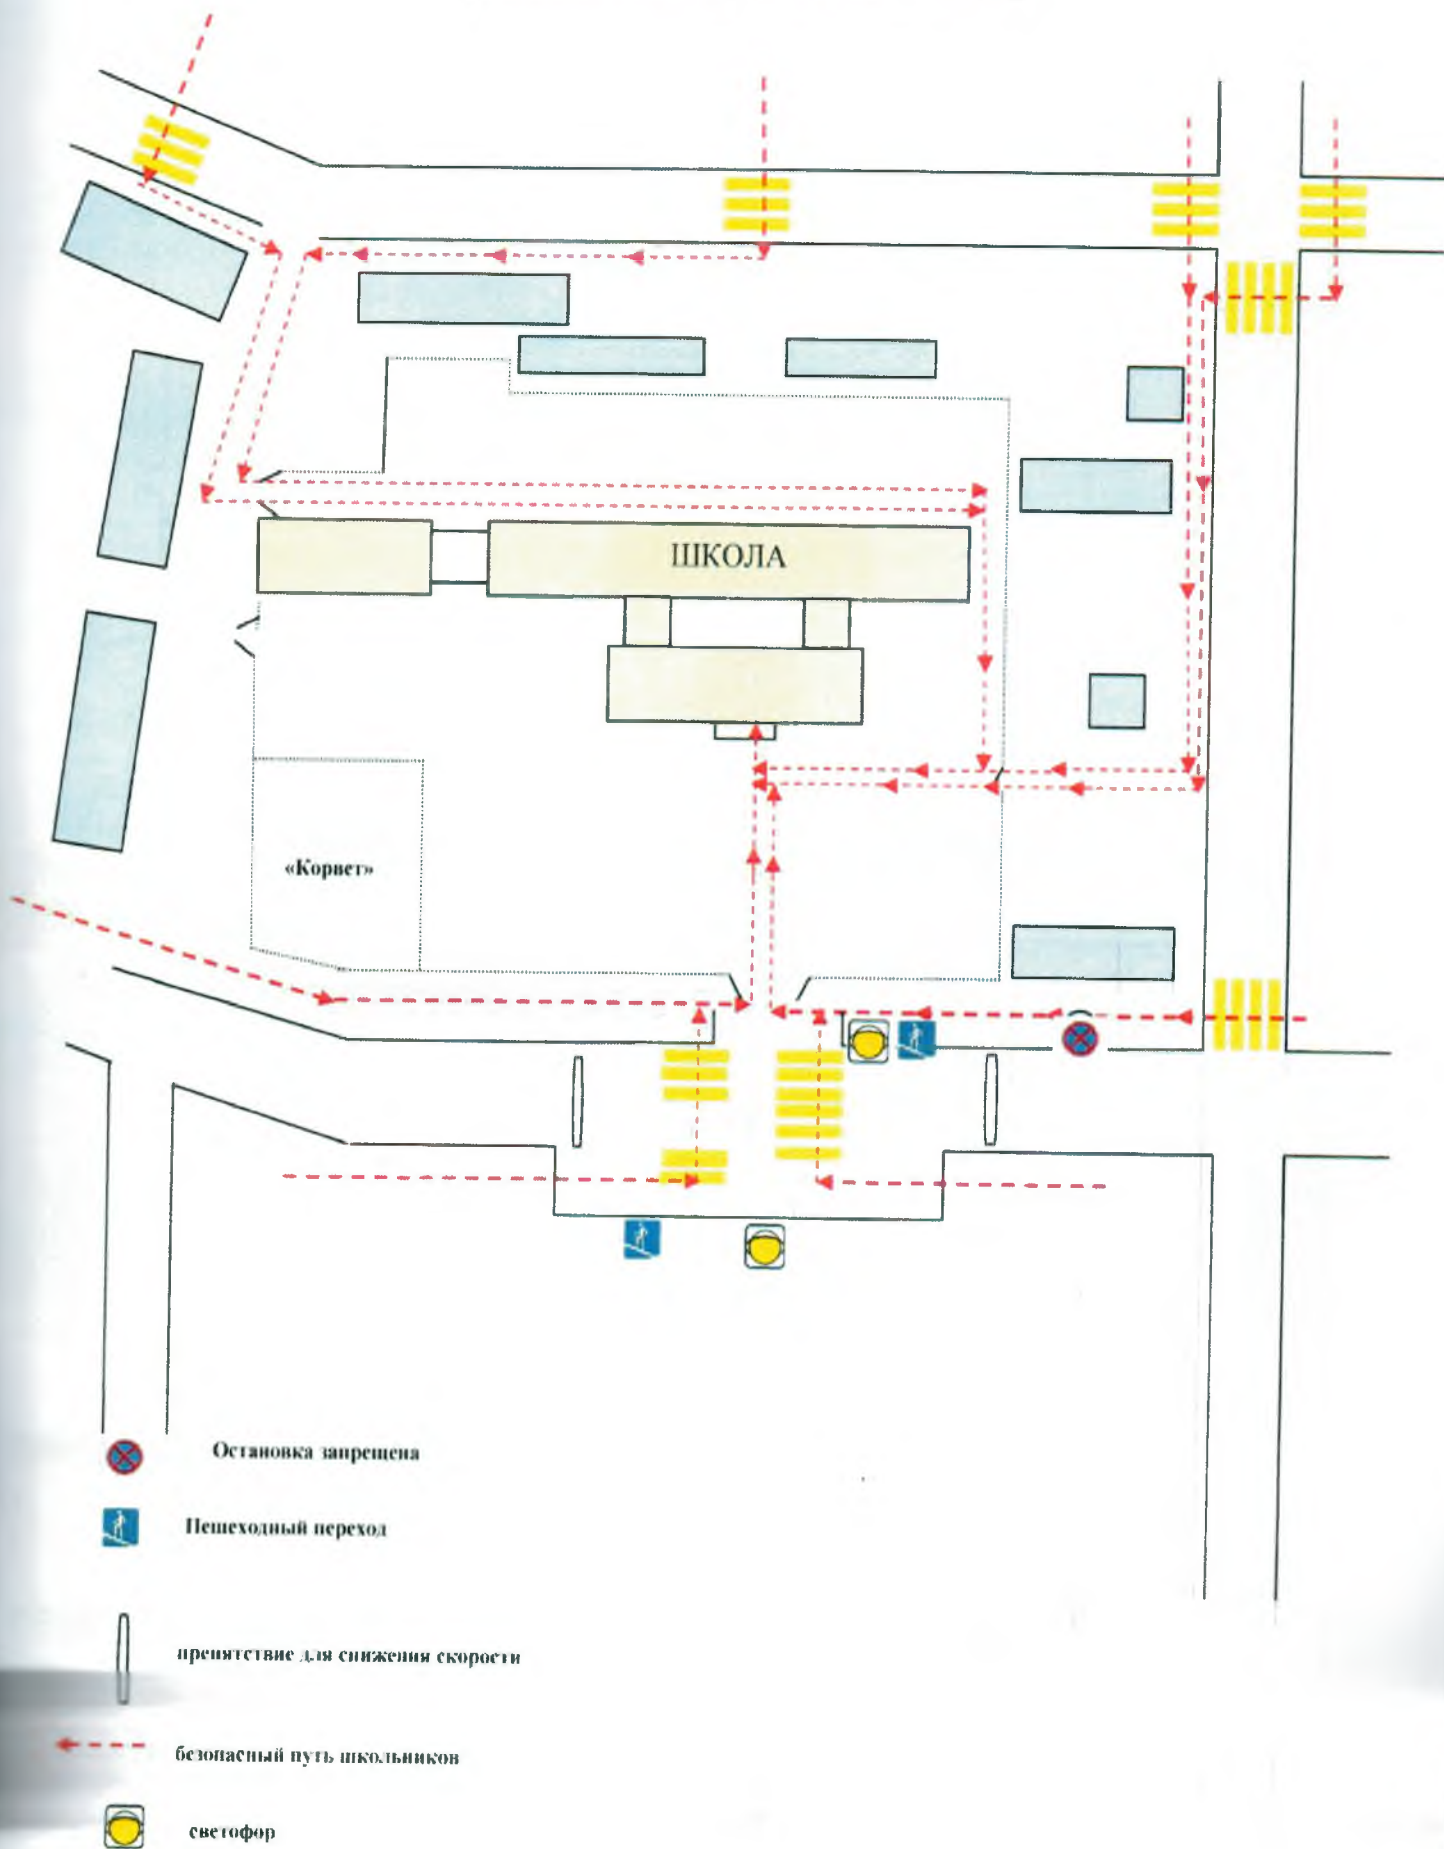 ШКОЛА
«Корвет»
Остановка запрещена
Пешеходный переход
препятствие для снижения скорости
безопасный путь школьников
светофор